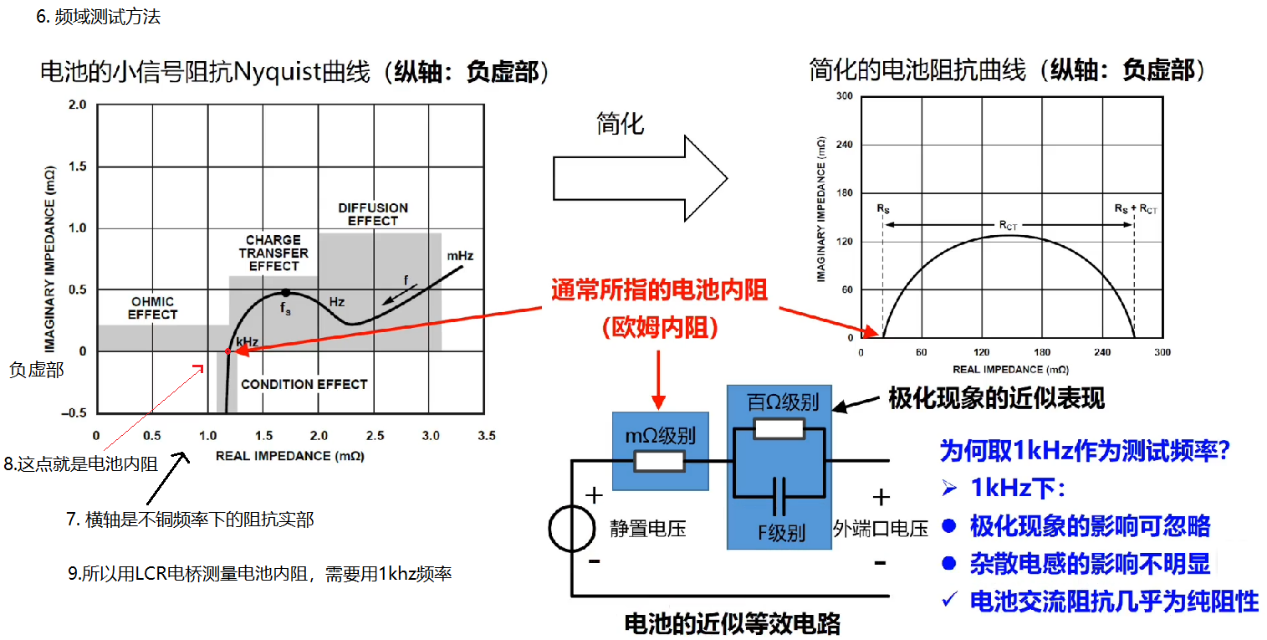 6. 频域测试方法
电池的小信号阻抗Nyquist曲线（纵轴：负虚部）
简化的电池阻抗曲线（纵轴：负虚部）
简化
IMAGINARY IMPEDANCE (mΩ)
2.0
1.5
1.0
0.5
0
–0.5
OHMIC
EFFECT
CHARGE
TRANSFER
EFFECT
DIFFUSION
EFFECT
mHz
f
Hz
fs
kHz
CONDITION EFFECT
0 0.5 1.0 1.5 2.0 2.5 3.0 3.5
REAL IMPEDANCE (mΩ)
负虚部
8.这点就是电池内阻
7. 横轴是不铜频率下的阻抗实部
9.所以用LCR电桥测量电池内阻，需要用1khz频率
IMAGINARY IMPEDANCE (mΩ)
300
240
180
120
60
0
RS
RCT
RS + RCT
0 60 120 180 240 300
REAL IMPEDANCE (mΩ)
通常所指的电池内阻
（欧姆内阻）
极化现象的近似表现
mΩ级别
百Ω级别
F级别
+
静置电压
–
+
外端口电压
–
电池的近似等效电路
为何取1kHz作为测试频率？
➢ 1kHz下：
● 极化现象的影响可忽略
● 杂散电感的影响不明显
✓ 电池交流阻抗几乎为纯阻性